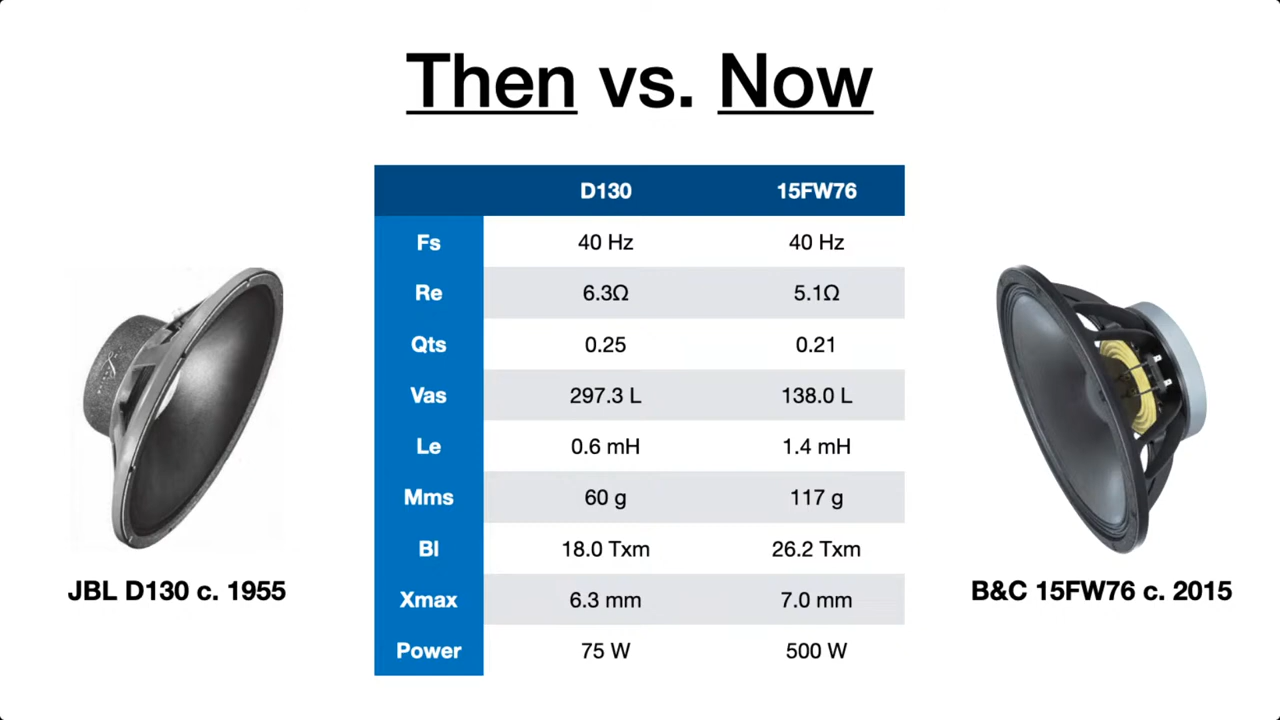 Then vs. Now
D130 15FW76
Fs 40 Hz 40 Hz
Re 6.3Ω 5.1Ω
Qts 0.25 0.21
Vas 297.3 L 138.0 L
Le 0.6 mH 1.4 mH
Mms 60 g 117 g
Bl 18.0 Txm 26.2 Txm
Xmax 6.3 mm 7.0 mm
Power 75 W 500 W
JBL D130 c. 1955
B&C 15FW76 c. 2015